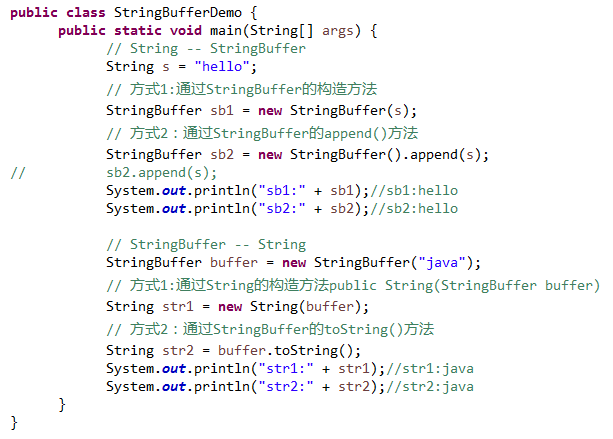 public class StringBufferDemo {
public static void main(String[] args) {
// String -- StringBuffer
String s = "hello";
// 方式1:通过StringBuffer的构造方法
StringBuffer sb1 = new StringBuffer(s);
// 方式2：通过StringBuffer的append()方法
StringBuffer sb2 = new StringBuffer().append(s);
// sb2.append(s);
System.out.println("sb1:" + sb1);//sb1:hello
System.out.println("sb2:" + sb2);//sb2:hello
// StringBuffer -- String
StringBuffer buffer = new StringBuffer("java");
// 方式1:通过String的构造方法public String(StringBuffer buffer)
String str1 = new String(buffer);
// 方式2：通过StringBuffer的toString()方法
String str2 = buffer.toString();
System.out.println("str1:" + str1);//str1:java
System.out.println("str2:" + str2);//str2:java
}
}